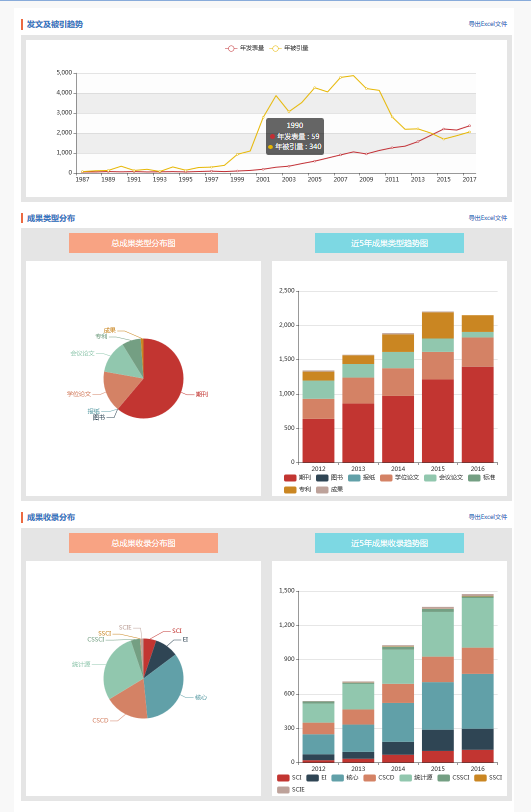 发文及被引趋势
导出Excel文件
年发表量 年被引量
5,000
4,000
3,000
2,000
1,000
0
1990
年发表量 : 59
年被引量 : 340
1987 1989 1991 1993 1995 1997 1999 2001 2003 2005 2007 2009 2011 2013 2015 2017
成果类型分布
导出Excel文件
总成果类型分布图
成果
专利
会议论文
学位论文
报纸
图书
期刊
近5年成果类型趋势图
2,500
2,000
1,500
1,000
500
0
2012 2013 2014 2015 2016
期刊 图书 报纸 学位论文 会议论文 标准
专利 成果
成果收录分布
导出Excel文件
总成果收录分布图
SCIE
SSCI
CSSCI
统计源
CSCD
SCI
EI
核心
近5年成果收录趋势图
1,500
1,200
900
600
300
0
2012 2013 2014 2015 2016
SCI EI 核心 CSCD 统计源 CSSCI SSCI
SCIE